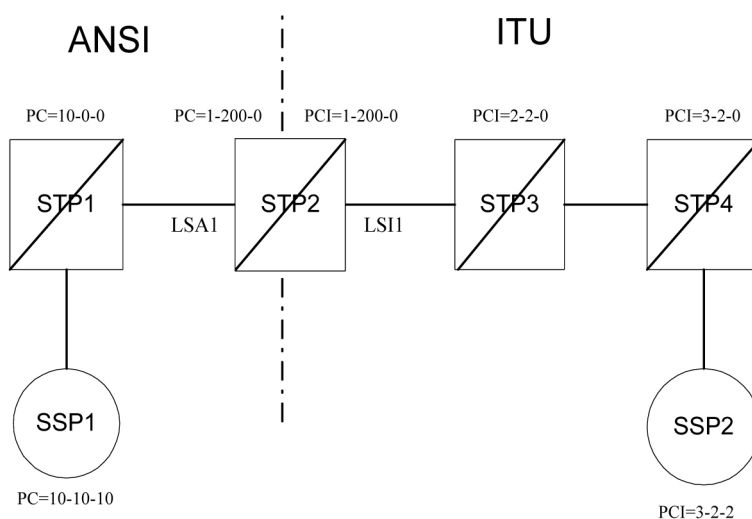 ANSI
ITU
PC=10-0-0
PC=1-200-0
PCI=1-200-0
PCI=2-2-0
PCI=3-2-0
STP1
STP2
STP3
STP4
LSA1
LSI1
SSP1
SSP2
PC=10-10-10
PCI=3-2-2